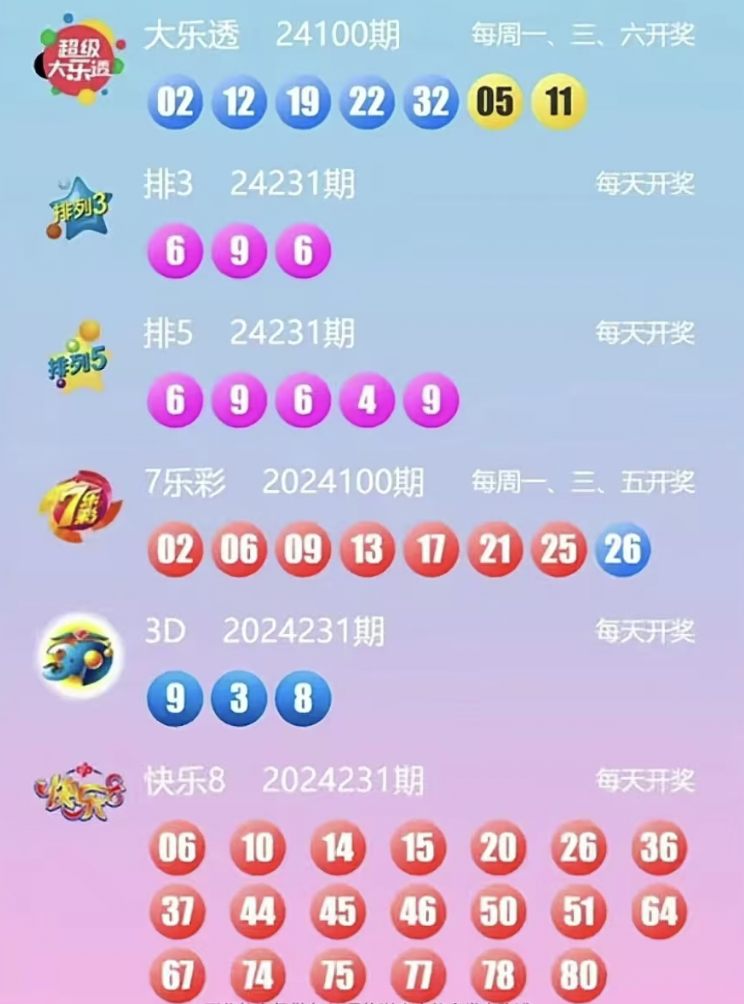 超级
大乐透
大乐透 24100期 每周一、三、六开奖
02 12 19 22 32 05 11
排列3
排3 24231期 每天开奖
6 9 6
排列5
排5 24231期 每天开奖
6 9 6 4 9
7乐彩
7乐彩 2024100期 每周一、三、五开奖
02 06 09 13 17 21 25 26
3D
3D 2024231期 每天开奖
9 3 8
快乐
快乐8 2024231期 每天开奖
06 10 14 15 20 26 36
37 44 45 46 50 51 64
67 74 75 77 78 80